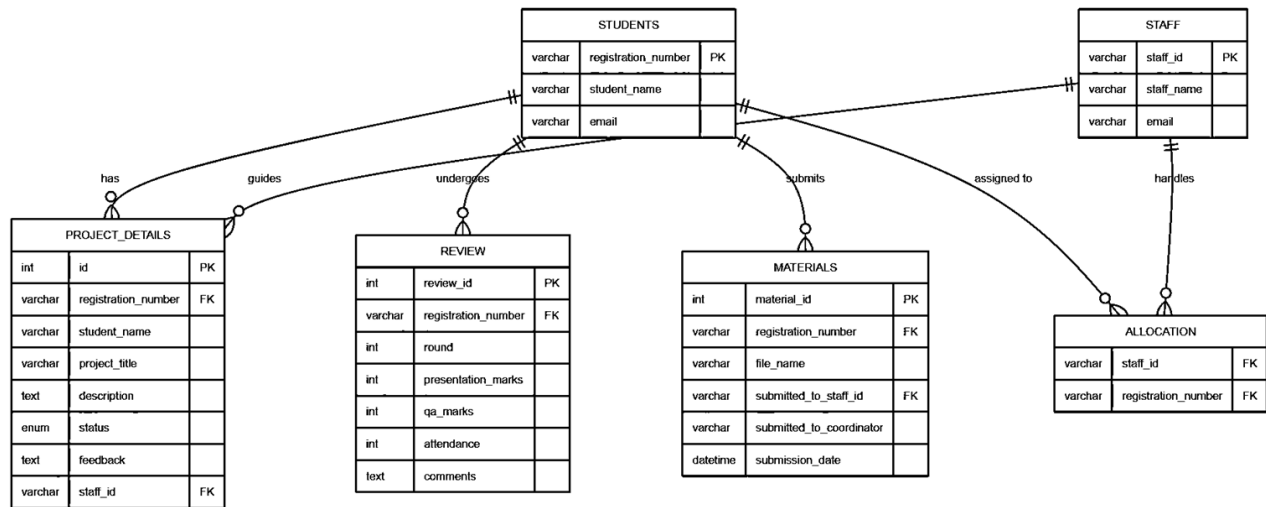 STUDENTS
varchar registration_number PK
varchar student_name
varchar email
STAFF
varchar staff_id PK
varchar staff_name
varchar email
has
guides
undergoes
submits
assigned to
handles
PROJECT_DETAILS
int id PK
varchar registration_number FK
varchar student_name
varchar project_title
text description
enum status
text feedback
varchar staff_id FK
REVIEW
int review_id PK
varchar registration_number FK
int round
int presentation_marks
int qa_marks
int attendance
text comments
MATERIALS
int material_id PK
varchar registration_number FK
varchar file_name
varchar submitted_to_staff_id FK
varchar submitted_to_coordinator
datetime submission_date
ALLOCATION
varchar staff_id FK
varchar registration_number FK